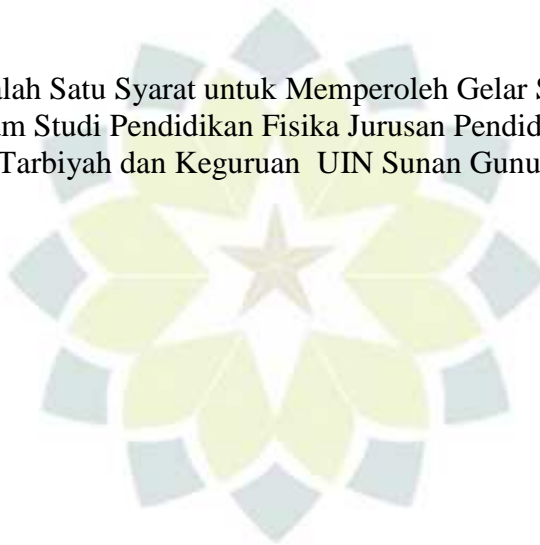 alah Satu Syarat untuk Memperoleh Gelar S
am Studi Pendidikan Fisika Jurusan Pendid
Tarbiyah dan Keguruan UIN Sunan Gunu